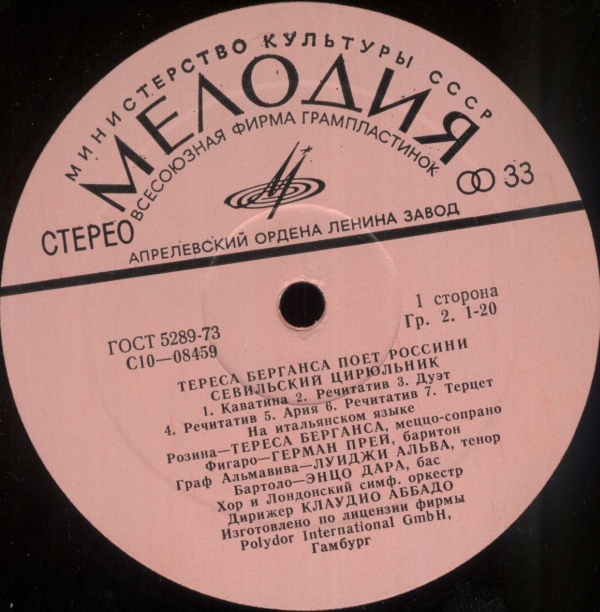 МИНИСТЕРСТВО КУЛЬТУРЫ СССР
МЕЛОДИЯ
ВСЕСОЮЗНАЯ ФИРМА ГРАМПЛАСТИНОК
СТЕРЕО
33
АПРЕЛЕВСКИЙ ОРДЕНА ЛЕНИНА ЗАВОД
ГОСТ 5289-73
С10—08459
1 сторона
Гр. 2. 1-20
ТЕРЕСА БЕРГАНСА ПОЕТ РОССИНИ
СЕВИЛЬСКИЙ ЦИРЮЛЬНИК
1. Каватина 2. Речитатив 3. Дуэт
4. Речитатив 5. Ария 6. Речитатив 7. Терцет
На итальянском языке
Розина—ТЕРЕСА БЕРГАНСА, меццо-сопрано
Фигаро—ГЕРМАН ПРЕЙ, баритон
Граф Альмавива—ЛУИДЖИ АЛЬВА, тенор
Бартоло—ЭНЦО ДАРА, бас
Хор и Лондонский симф. оркестр
Дирижер КЛАУДИО АББАДО
Изготовлено по лицензии фирмы
Polydor International GmbH,
Гамбург